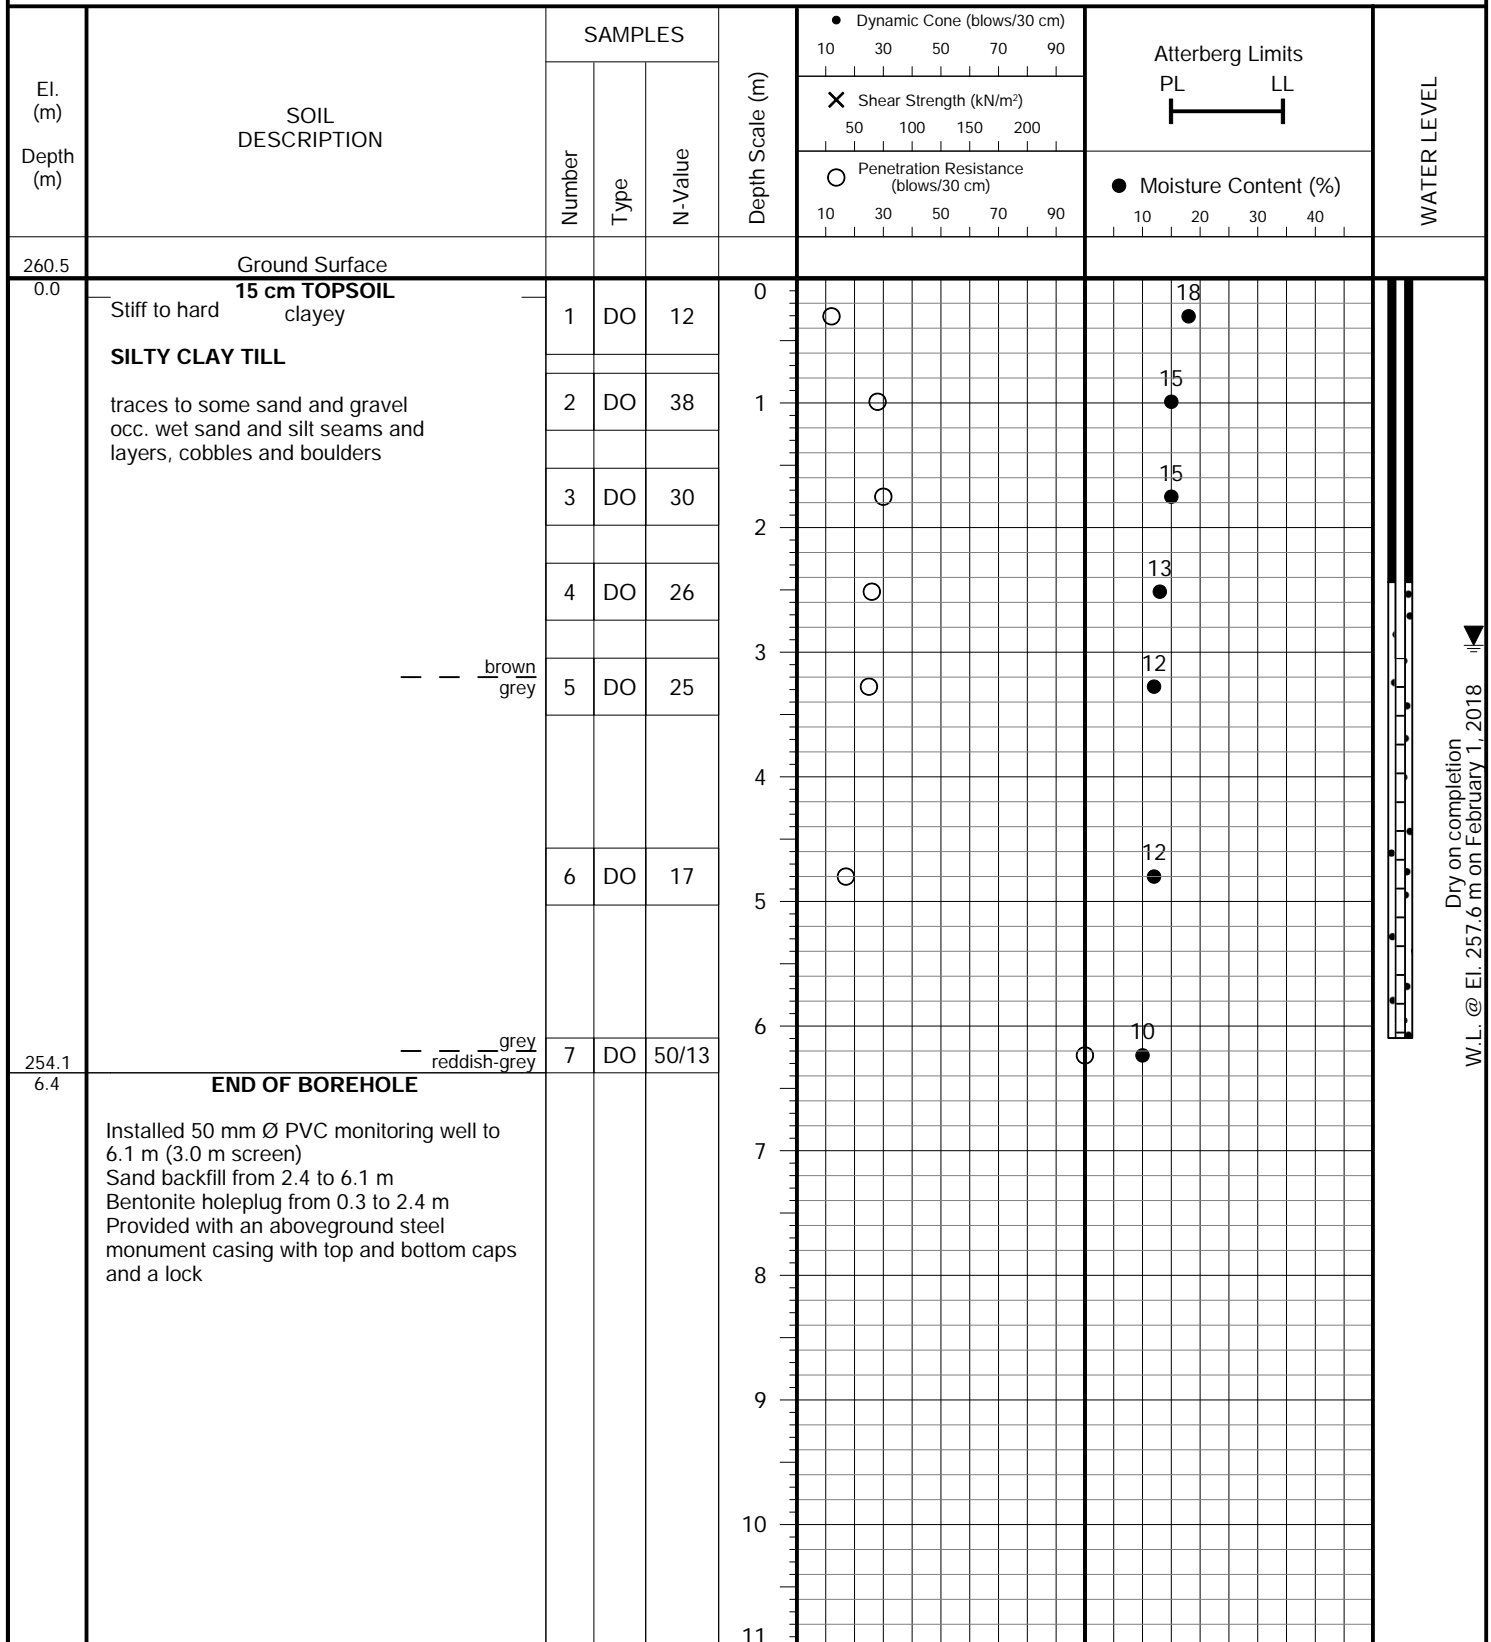 El.
(m)
Depth
(m)
SOIL
DESCRIPTION
SAMPLES
Number
Type
N-Value
Depth Scale (m)
Dynamic Cone (blows/30 cm)
10 30 50 70 90
Shear Strength (kN/m²)
50 100 150 200
Penetration Resistance
(blows/30 cm)
10 30 50 70 90
Atterberg Limits
PL LL
Moisture Content (%)
10 20 30 40
WATER LEVEL
260.5 Ground Surface
0.0 15 cm TOPSOIL 0
Stiff to hard clayey
1 DO 12 18
SILTY CLAY TILL
traces to some sand and gravel
occ. wet sand and silt seams and
layers, cobbles and boulders
2 DO 38 1 15
3 DO 30 15
2
4 DO 26 13
3
brown
grey
5 DO 25 12
4
6 DO 17 12
5
6
grey
reddish-grey
7 DO 50/13 10
254.1
6.4 END OF BOREHOLE
Installed 50 mm Ø PVC monitoring well to
6.1 m (3.0 m screen)
Sand backfill from 2.4 to 6.1 m
Bentonite holeplug from 0.3 to 2.4 m
Provided with an aboveground steel
monument casing with top and bottom caps
and a lock
7
8
9
10
11
Dry on completion
W.L. @ El. 257.6 m on February 1, 2018